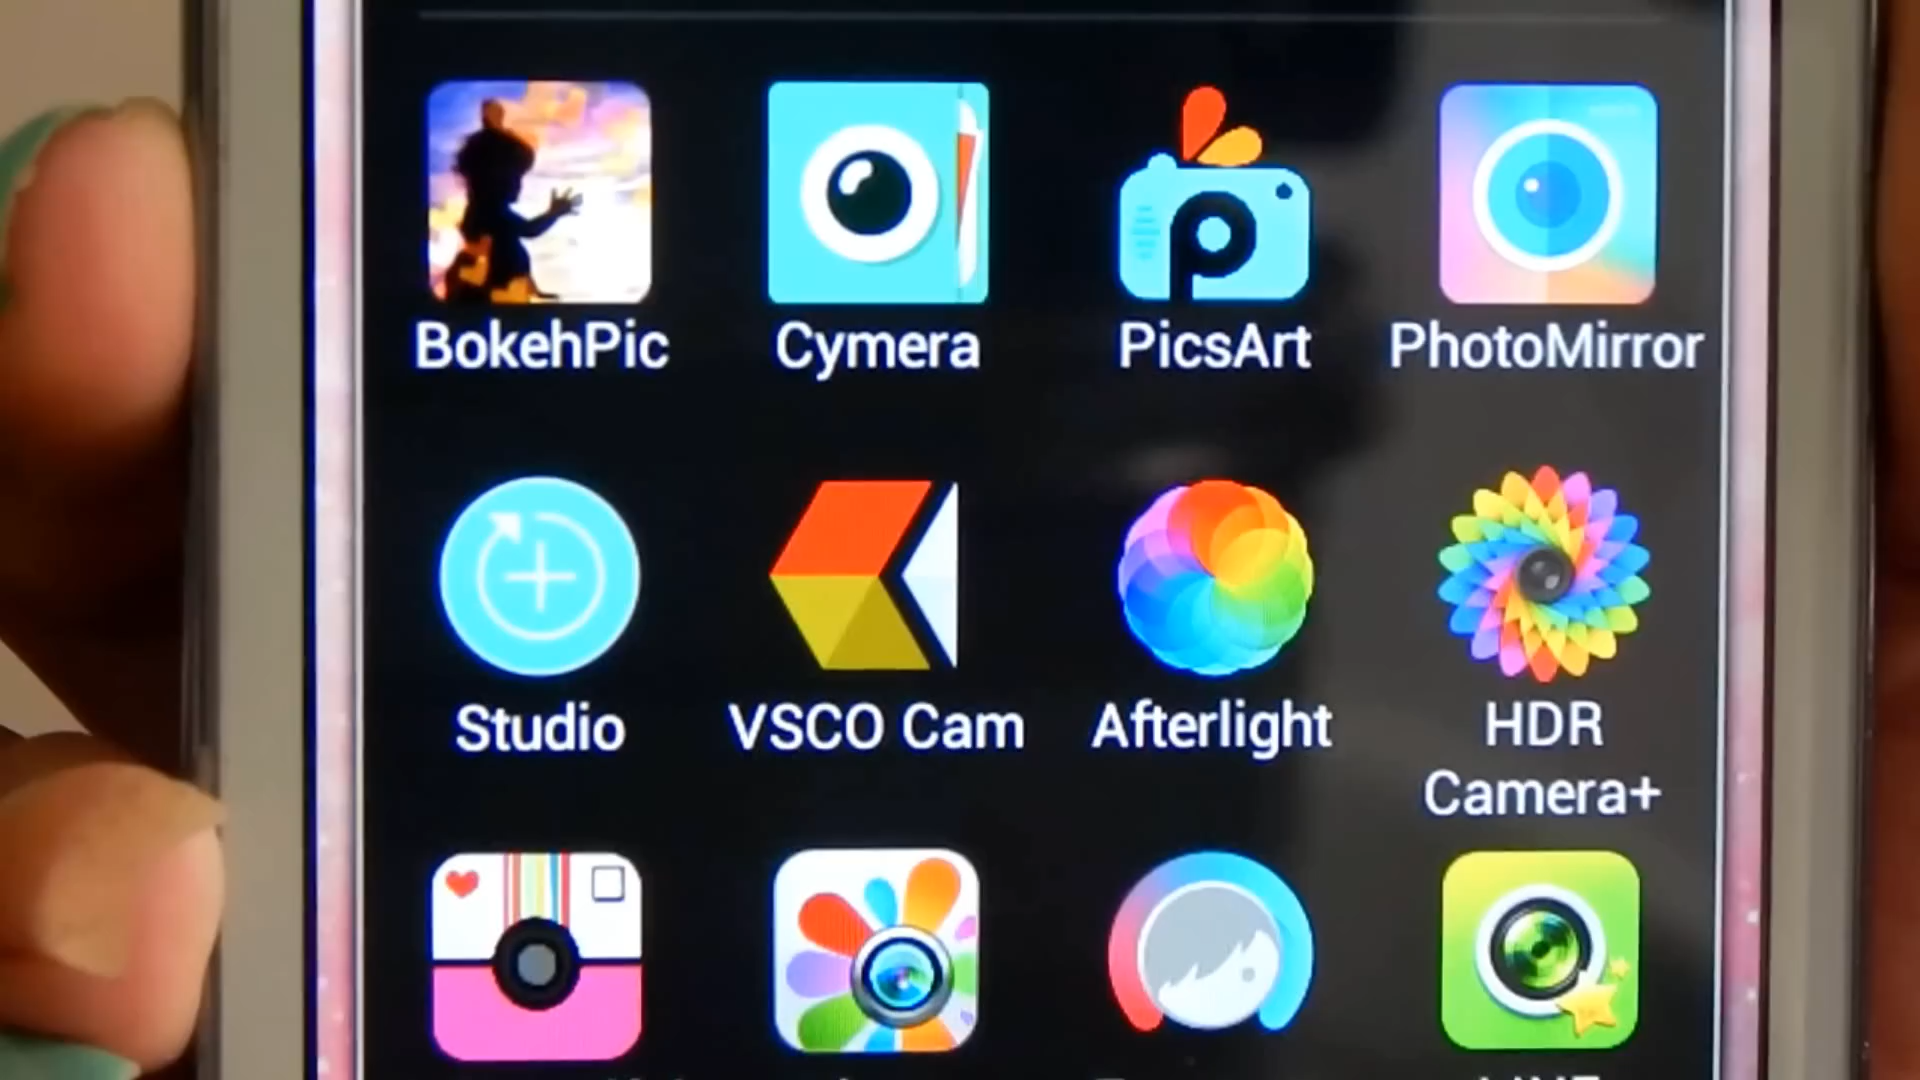 BokehPic Cymera PicsArt PhotoMirror
Studio VSCO Cam Afterlight HDR
Camera+